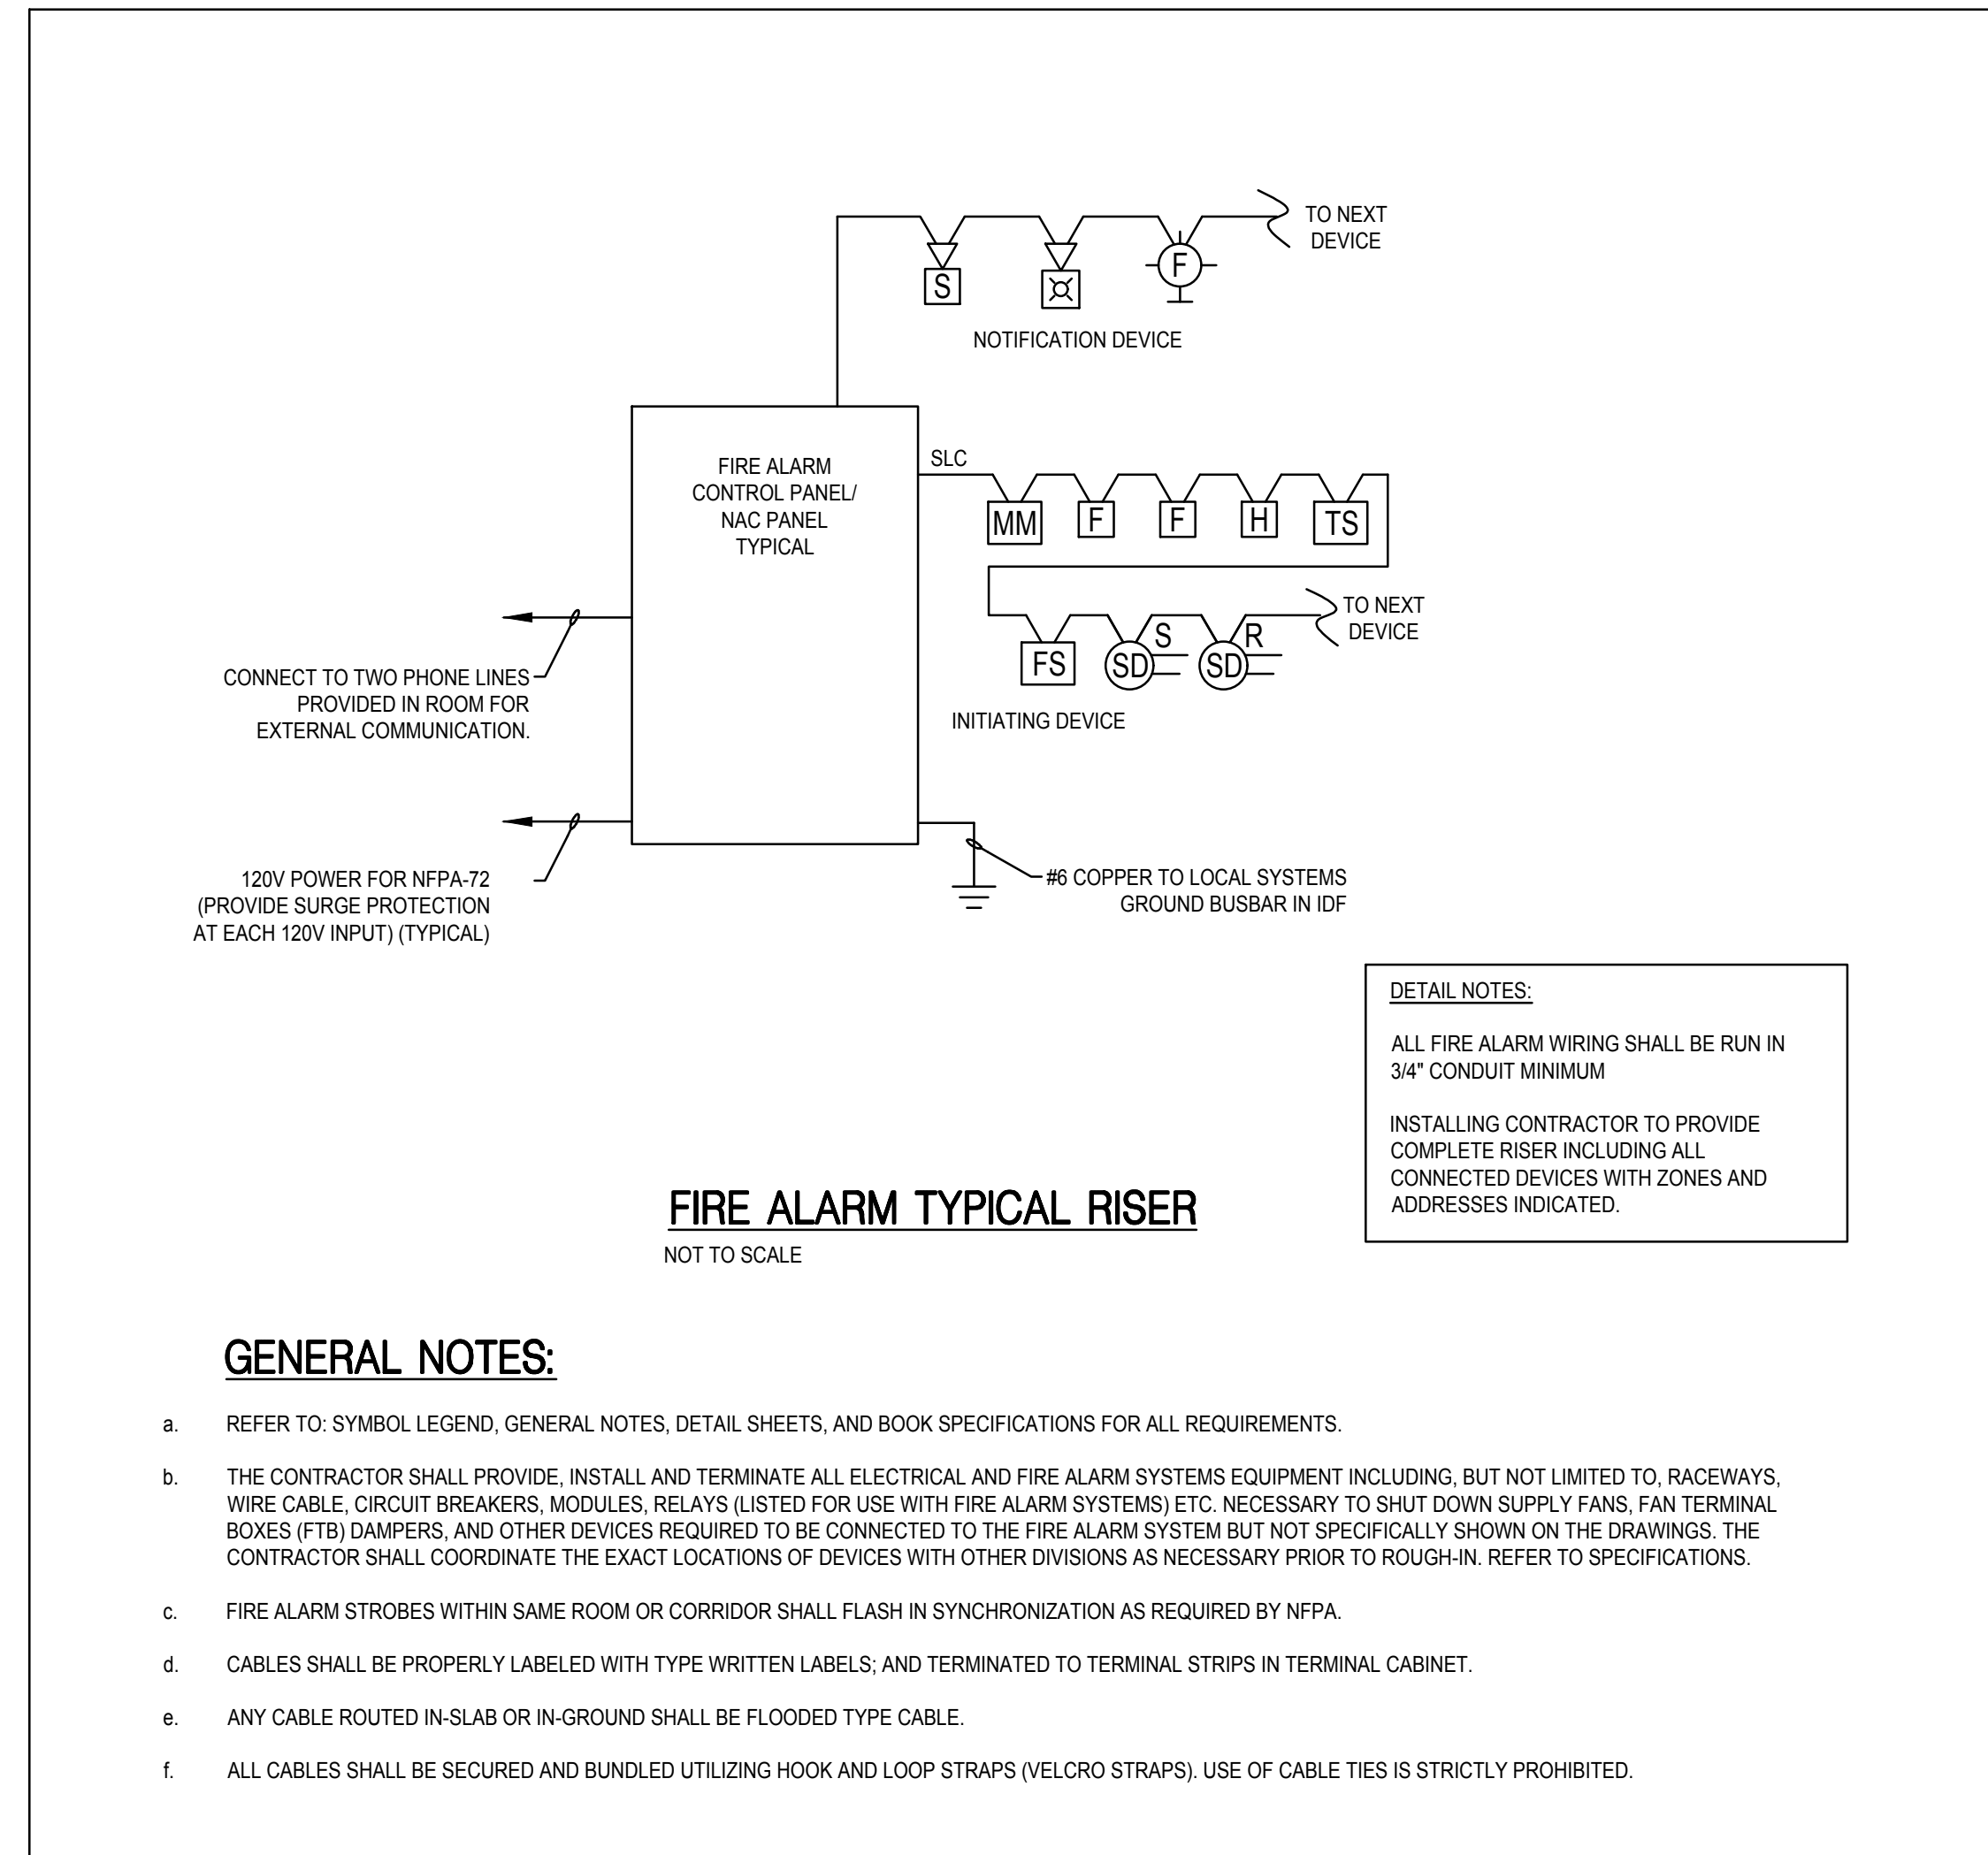 TO NEXT
DEVICE
S
F
NOTIFICATION DEVICE
FIRE ALARM
CONTROL PANEL/
NAC PANEL
TYPICAL
SLC
MM F F H TS
TO NEXT
DEVICE
FS SD S SD R
INITIATING DEVICE
CONNECT TO TWO PHONE LINES
PROVIDED IN ROOM FOR
EXTERNAL COMMUNICATION.
120V POWER FOR NFPA-72
(PROVIDE SURGE PROTECTION
AT EACH 120V INPUT) (TYPICAL)
#6 COPPER TO LOCAL SYSTEMS
GROUND BUSBAR IN IDF
DETAIL NOTES:
ALL FIRE ALARM WIRING SHALL BE RUN IN
3/4" CONDUIT MINIMUM
INSTALLING CONTRACTOR TO PROVIDE
COMPLETE RISER INCLUDING ALL
CONNECTED DEVICES WITH ZONES AND
ADDRESSES INDICATED.
FIRE ALARM TYPICAL RISER
NOT TO SCALE
GENERAL NOTES:
a. REFER TO: SYMBOL LEGEND, GENERAL NOTES, DETAIL SHEETS, AND BOOK SPECIFICATIONS FOR ALL REQUIREMENTS.
b. THE CONTRACTOR SHALL PROVIDE, INSTALL AND TERMINATE ALL ELECTRICAL AND FIRE ALARM SYSTEMS EQUIPMENT INCLUDING, BUT NOT LIMITED TO, RACEWAYS,
WIRE CABLE, CIRCUIT BREAKERS, MODULES, RELAYS (LISTED FOR USE WITH FIRE ALARM SYSTEMS) ETC. NECESSARY TO SHUT DOWN SUPPLY FANS, FAN TERMINAL
BOXES (FTB) DAMPERS, AND OTHER DEVICES REQUIRED TO BE CONNECTED TO THE FIRE ALARM SYSTEM BUT NOT SPECIFICALLY SHOWN ON THE DRAWINGS. THE
CONTRACTOR SHALL COORDINATE THE EXACT LOCATIONS OF DEVICES WITH OTHER DIVISIONS AS NECESSARY PRIOR TO ROUGH-IN. REFER TO SPECIFICATIONS.
c. FIRE ALARM STROBES WITHIN SAME ROOM OR CORRIDOR SHALL FLASH IN SYNCHRONIZATION AS REQUIRED BY NFPA.
d. CABLES SHALL BE PROPERLY LABELED WITH TYPE WRITTEN LABELS; AND TERMINATED TO TERMINAL STRIPS IN TERMINAL CABINET.
e. ANY CABLE ROUTED IN-SLAB OR IN-GROUND SHALL BE FLOODED TYPE CABLE.
f. ALL CABLES SHALL BE SECURED AND BUNDLED UTILIZING HOOK AND LOOP STRAPS (VELCRO STRAPS). USE OF CABLE TIES IS STRICTLY PROHIBITED.